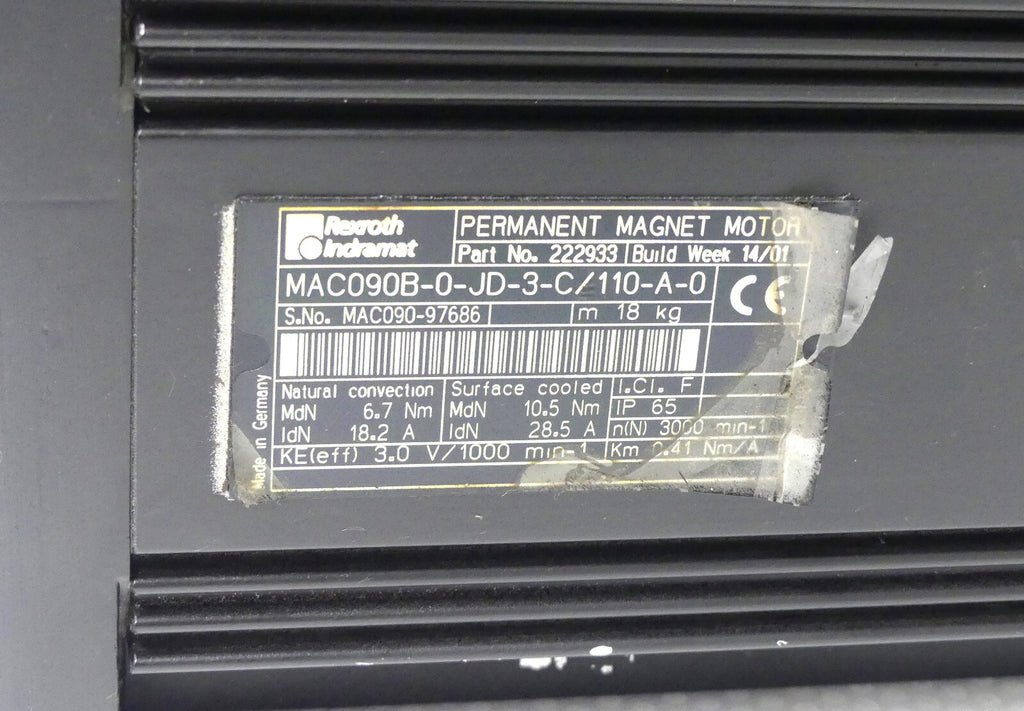 Rexroth
Indramat
PERMANENT MAGNET MOTOR
Part No. 222933 Build Week 14/01
MAC090B-0-JD-3-C/110-A-0
CE
S.No. MAC090-97686 m 18 kg
Natural convection Surface cooled I.Cl. F
MdN 6.7 Nm MdN 10.5 Nm IP 65
IdN 18.2 A IdN 28.5 A n(N) 3000 min-1
KE(eff) 3.0 V/1000 min-1 Km 0.41 Nm/A
Made in Germany